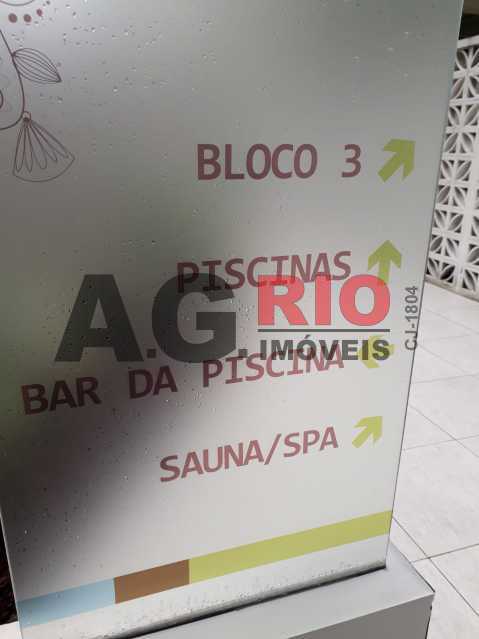 BLOCO 3
PISCINAS
A.G. RIO
.IMÓVEIS
CJ-1804
BAR DA PISCINA
SAUNA/SPA